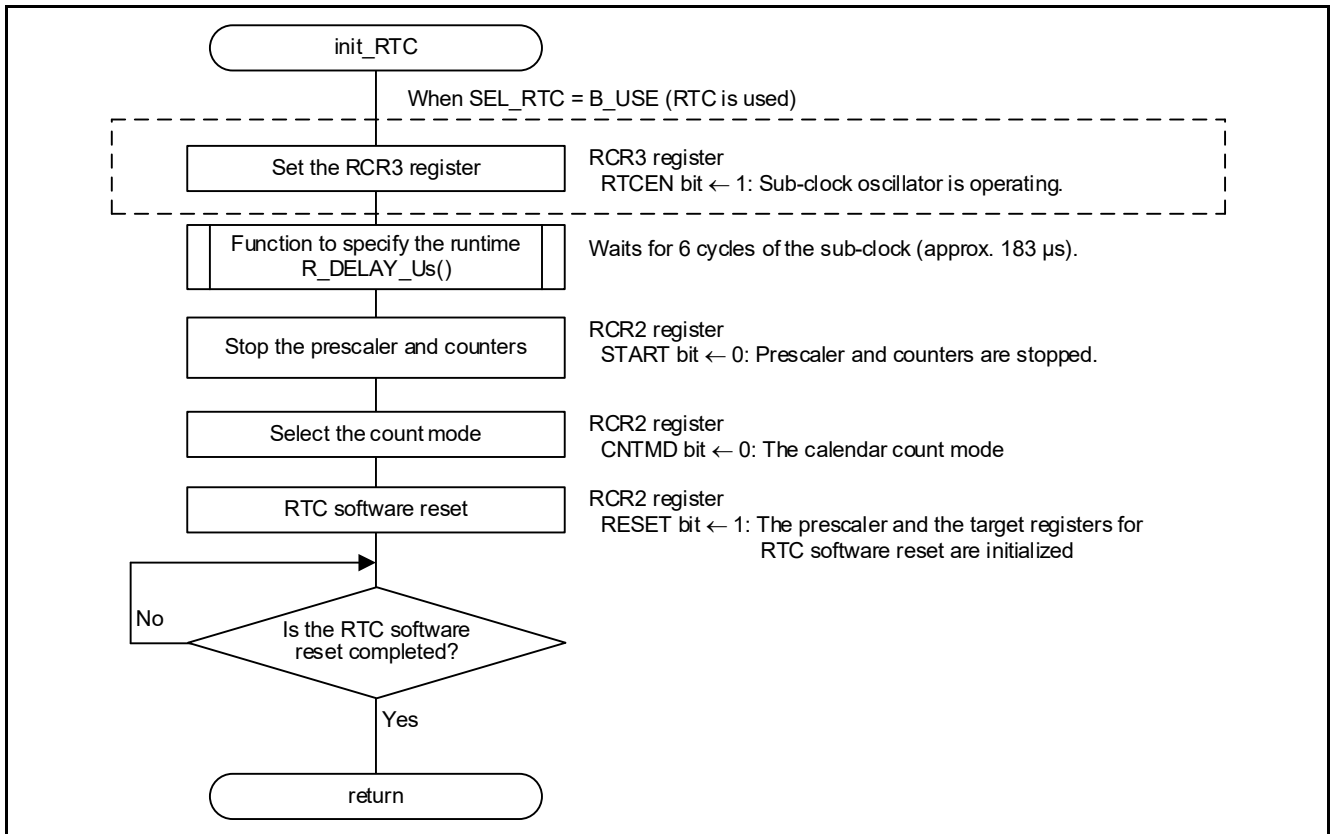 init_RTC
When SEL_RTC = B_USE (RTC is used)
Set the RCR3 register
RCR3 register
RTCEN bit ← 1: Sub-clock oscillator is operating.
Function to specify the runtime
R_DELAY_Us()
Waits for 6 cycles of the sub-clock (approx. 183 µs).
Stop the prescaler and counters
RCR2 register
START bit ← 0: Prescaler and counters are stopped.
Select the count mode
RCR2 register
CNTMD bit ← 0: The calendar count mode
RTC software reset
RCR2 register
RESET bit ← 1: The prescaler and the target registers for
RTC software reset are initialized
No
Is the RTC software
reset completed?
Yes
return